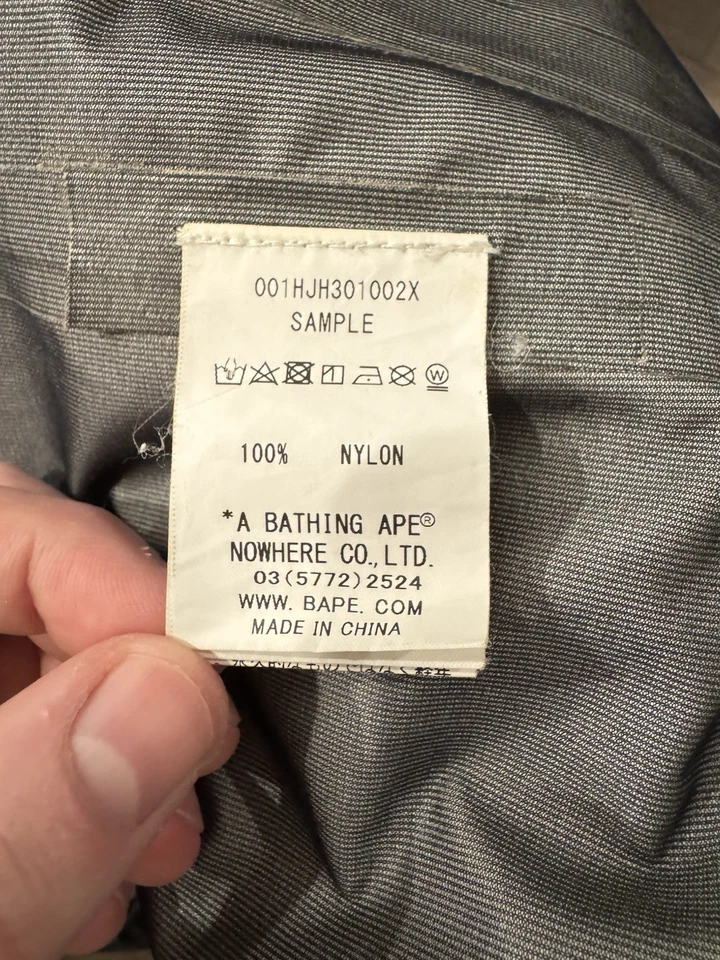 001HJH301002X
SAMPLE
100% NYLON
*A BATHING APE®
NOWHERE CO.,LTD.
03(5772)2524
WWW. BAPE. COM
MADE IN CHINA